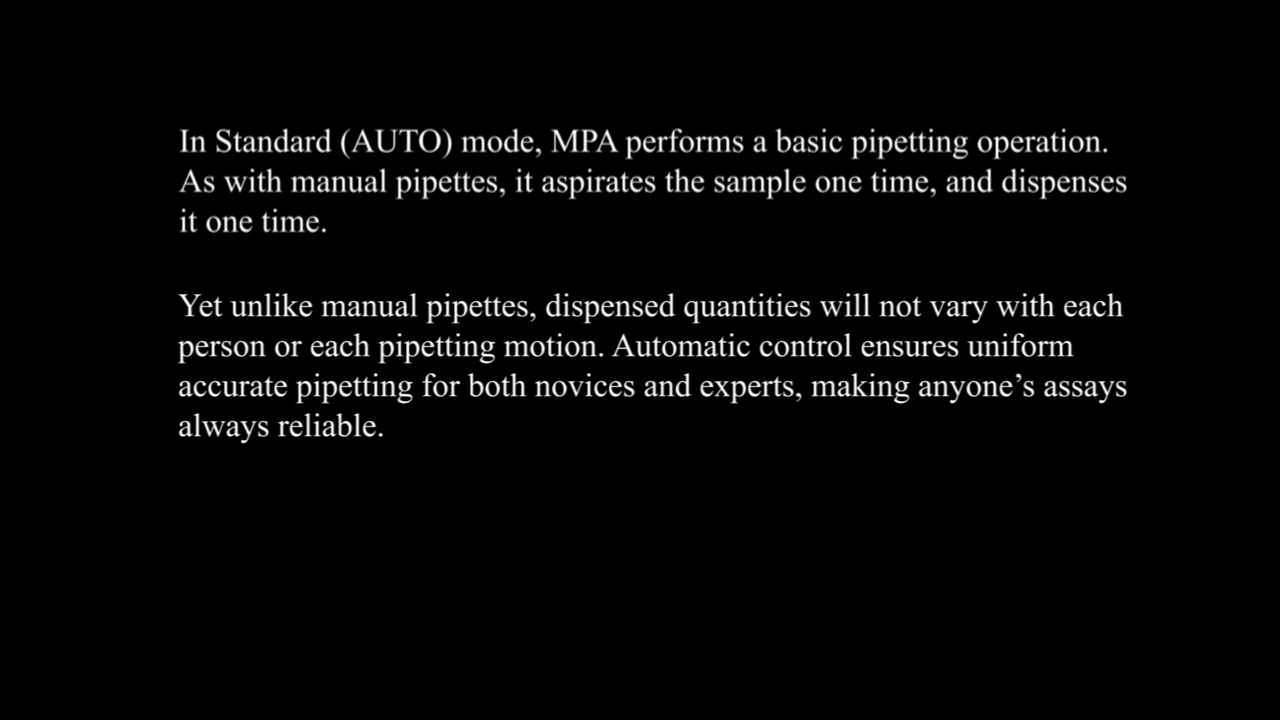 In Standard (AUTO) mode, MPA performs a basic pipetting operation.
As with manual pipettes, it aspirates the sample one time, and dispenses
it one time.
Yet unlike manual pipettes, dispensed quantities will not vary with each
person or each pipetting motion. Automatic control ensures uniform
accurate pipetting for both novices and experts, making anyone’s assays
always reliable.